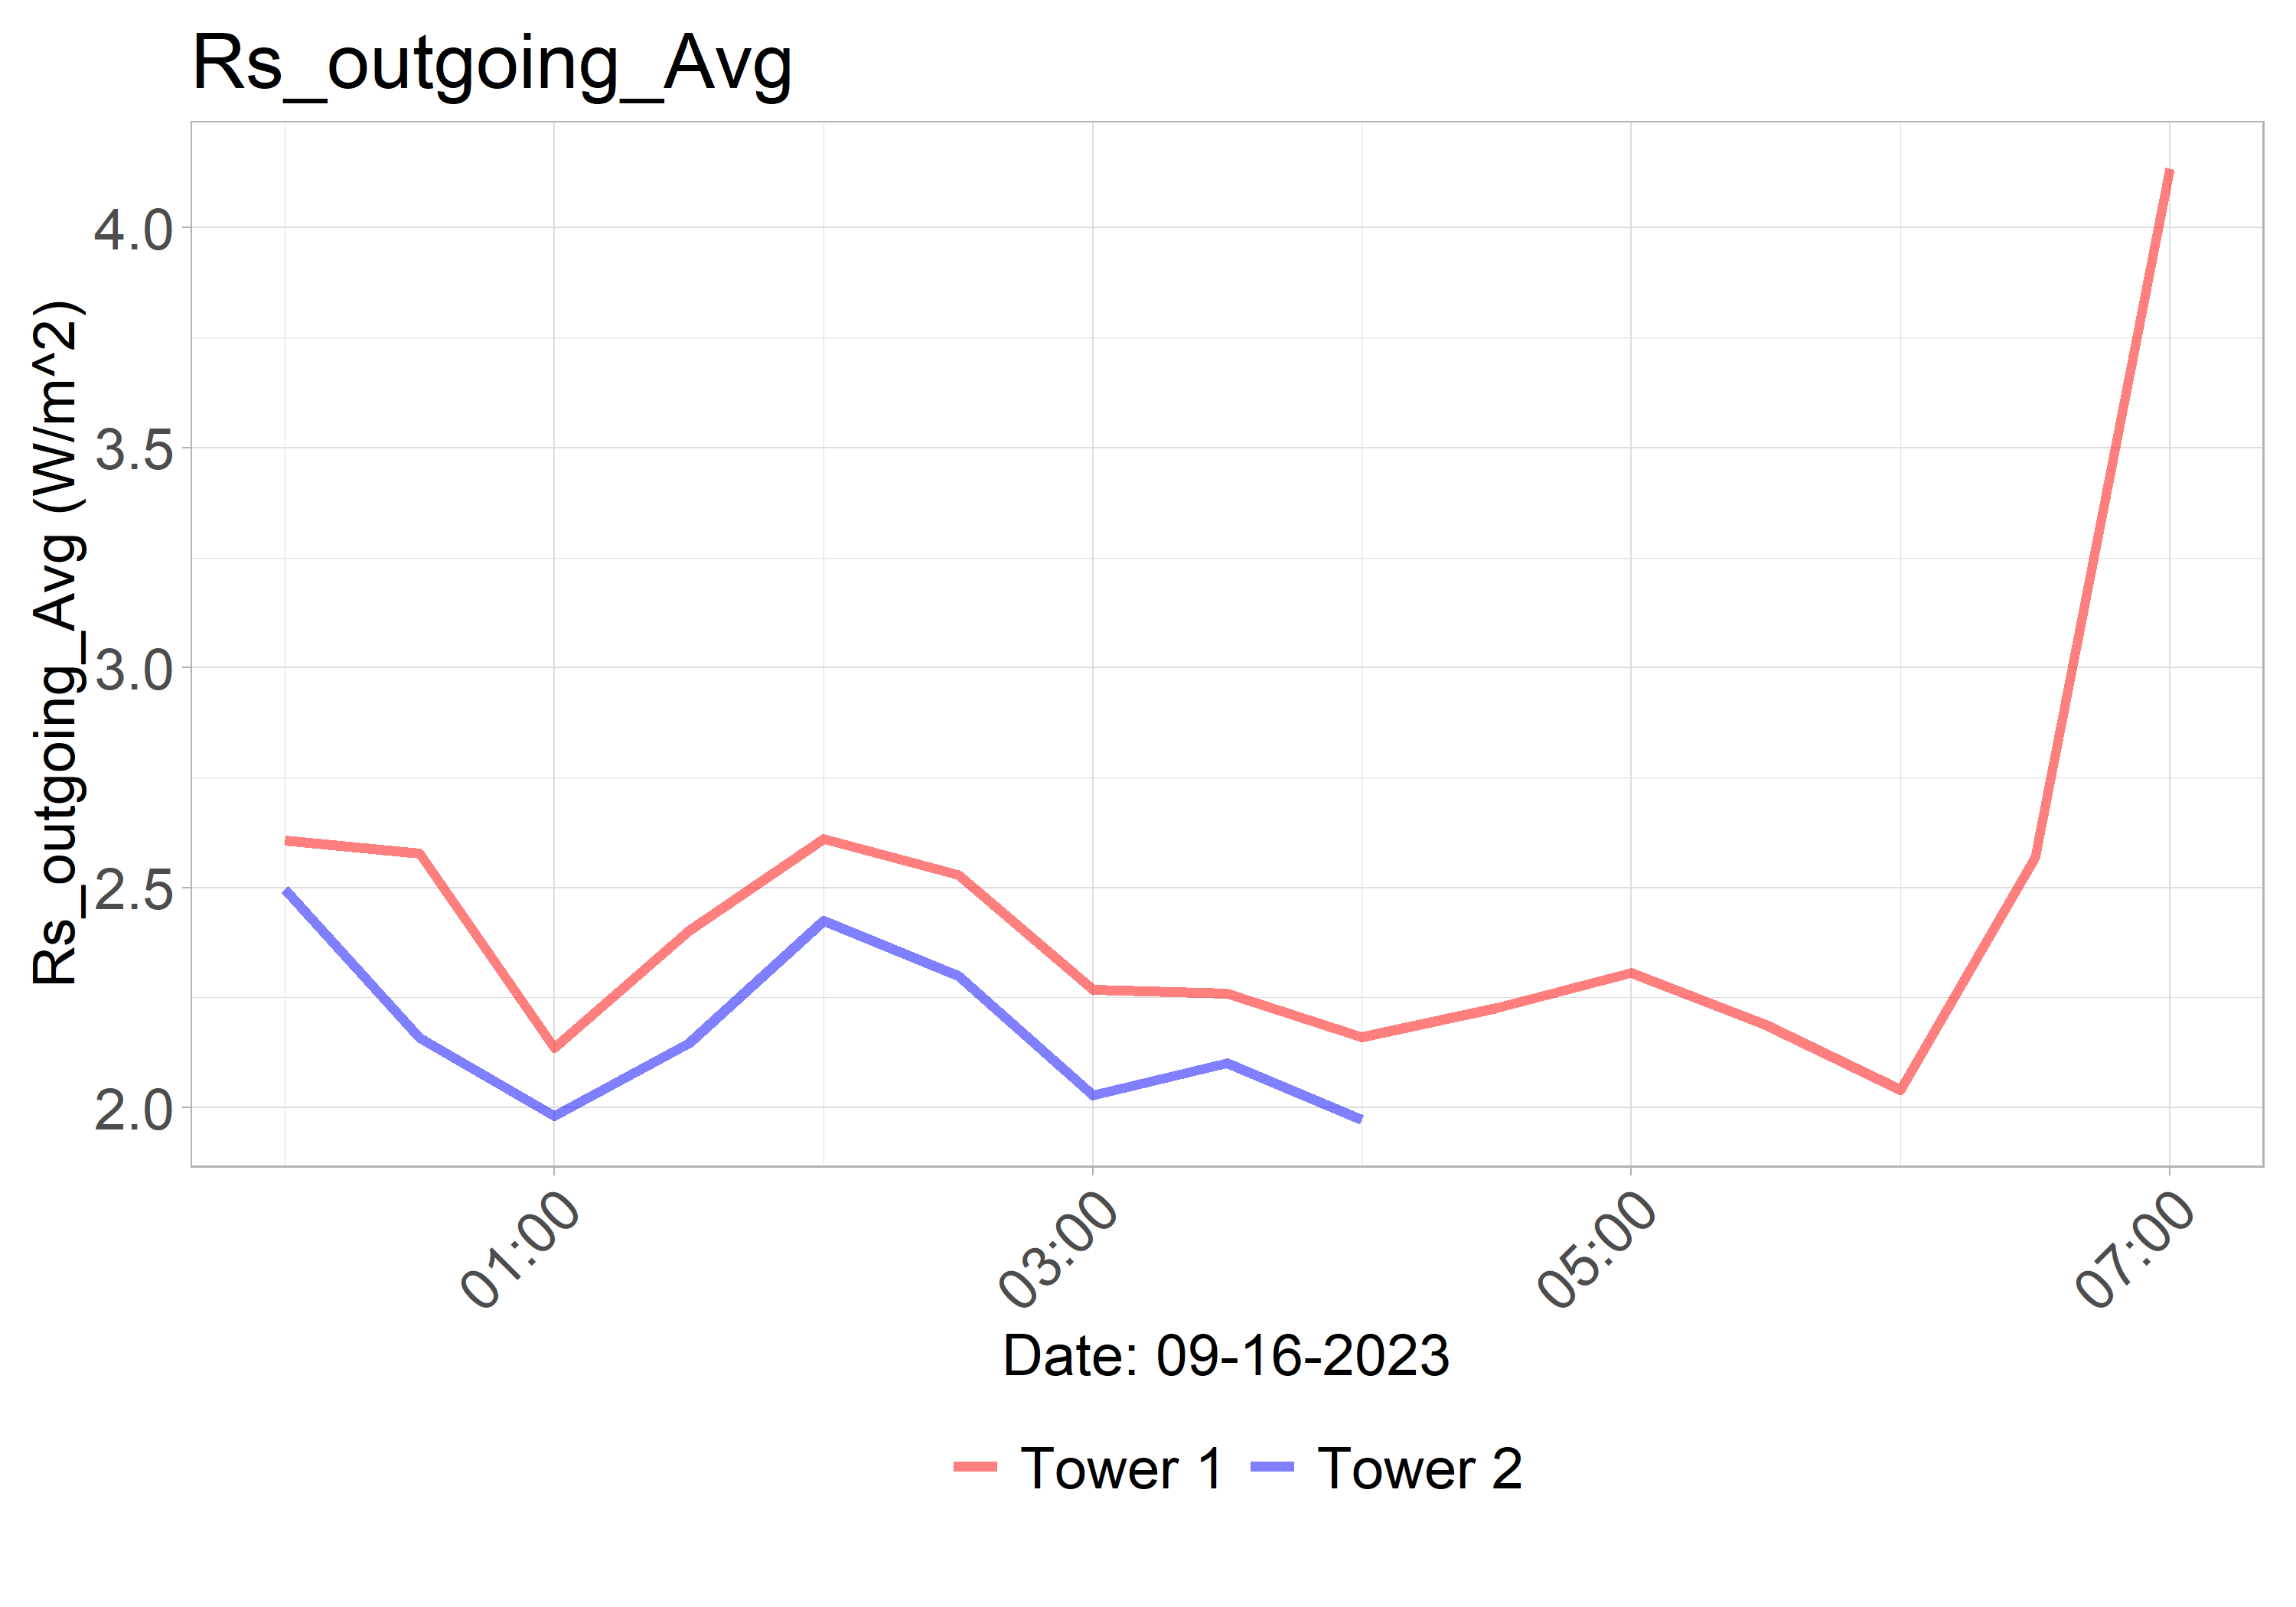 Rs_outgoing_Avg
Rs_outgoing_Avg (W/m^2)
4.0
3.5
3.0
2.5
2.0
01:00
03:00
05:00
07:00
Date: 09-16-2023
Tower 1
Tower 2